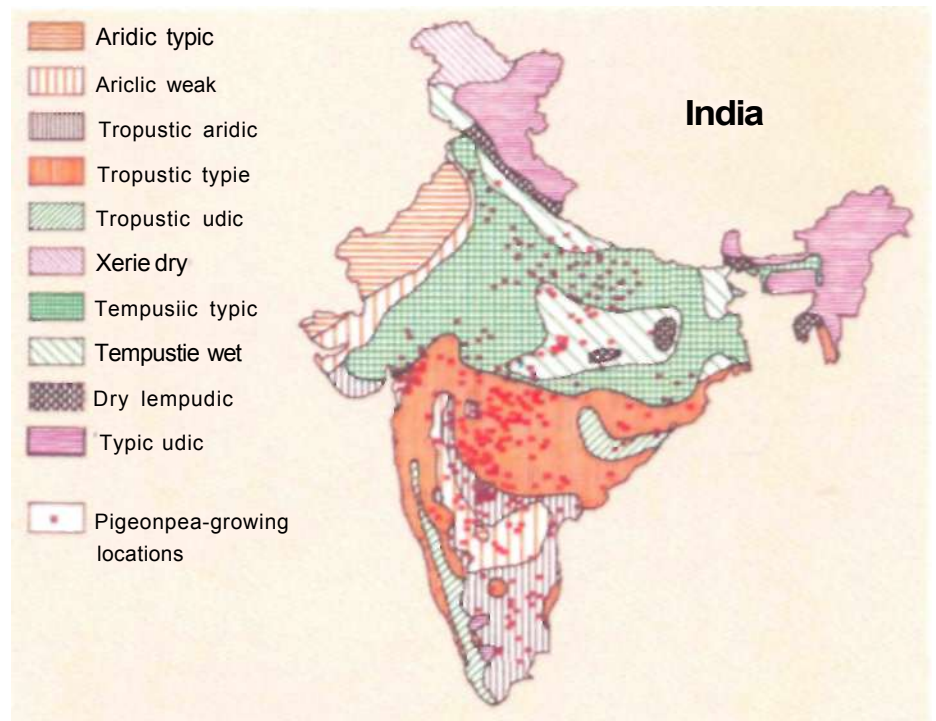 Aridic typic
Ariclic weak
India
Tropustic aridic
Tropustic typie
Tropustic udic
Xerie dry
Tempusiic typic
Tempustie wet
Dry lempudic
Typic udic
Pigeonpea-growing
locations